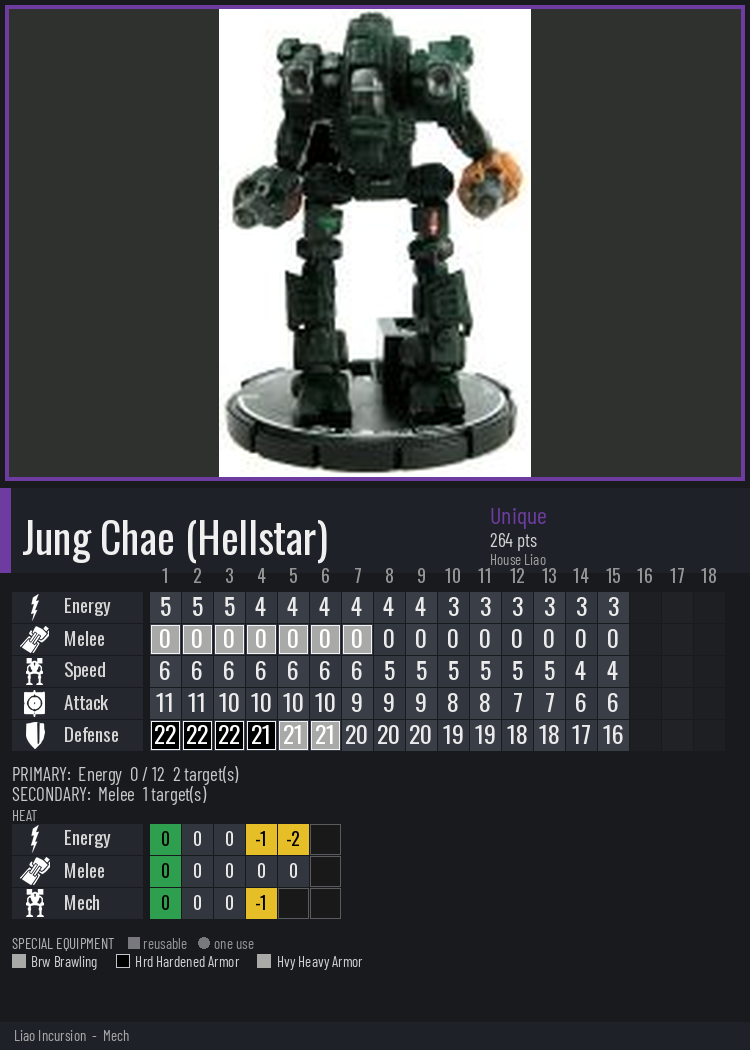 Jung Chae (Hellstar)
Unique
264 pts
House Liao
1 2 3 4 5 6 7 8 9 10 11 12 13 14 15 16 17 18
Energy 5 5 5 4 4 4 4 4 4 3 3 3 3 3 3
Melee 0 0 0 0 0 0 0 0 0 0 0 0 0 0 0
Speed 6 6 6 6 6 6 6 5 5 5 5 5 5 4 4
Attack 11 11 10 10 10 10 9 9 9 8 8 7 7 6 6
Defense 22 22 22 21 21 21 20 20 20 19 19 18 18 17 16
PRIMARY: Energy 0 / 12 2 target(s)
SECONDARY: Melee 1 target(s)
HEAT
Energy 0 0 0 -1 -2
Melee 0 0 0 0 0
Mech 0 0 0 -1
SPECIAL EQUIPMENT reusable one use
Brw Brawling Hrd Hardened Armor Hvy Heavy Armor
Liao Incursion - Mech